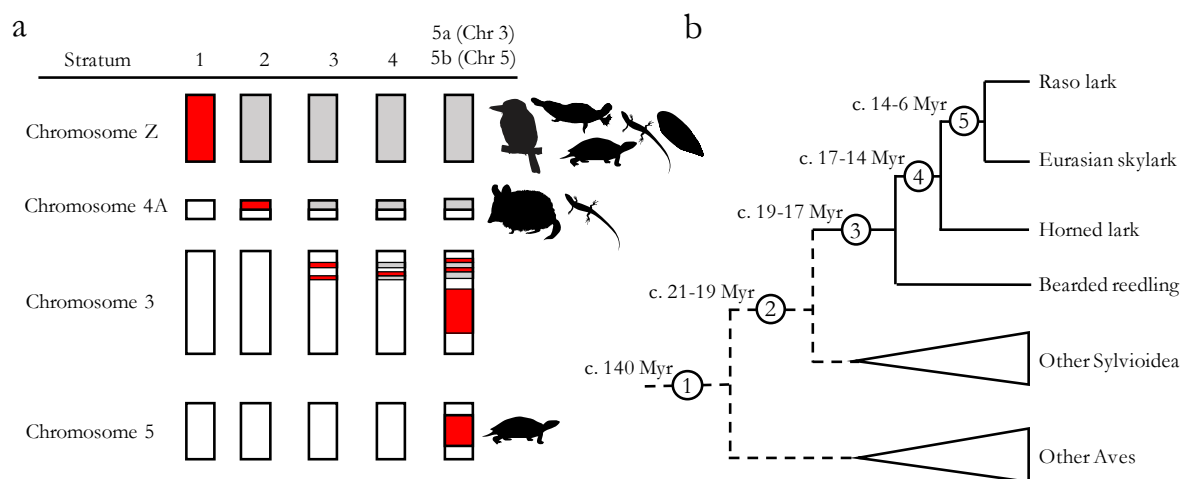 a
5a (Chr 3)
Stratum 1 2 3 4 5b (Chr 5)
Chromosome Z
Chromosome 4A
Chromosome 3
Chromosome 5
b
c. 14-6 Myr 5 Raso lark
c. 17-14 Myr 4 Eurasian skylark
c. 19-17 Myr 3 Horned lark
Bearded reedling
c. 21-19 Myr 2
Other Sylvioidea
c. 140 Myr 1
Other Aves